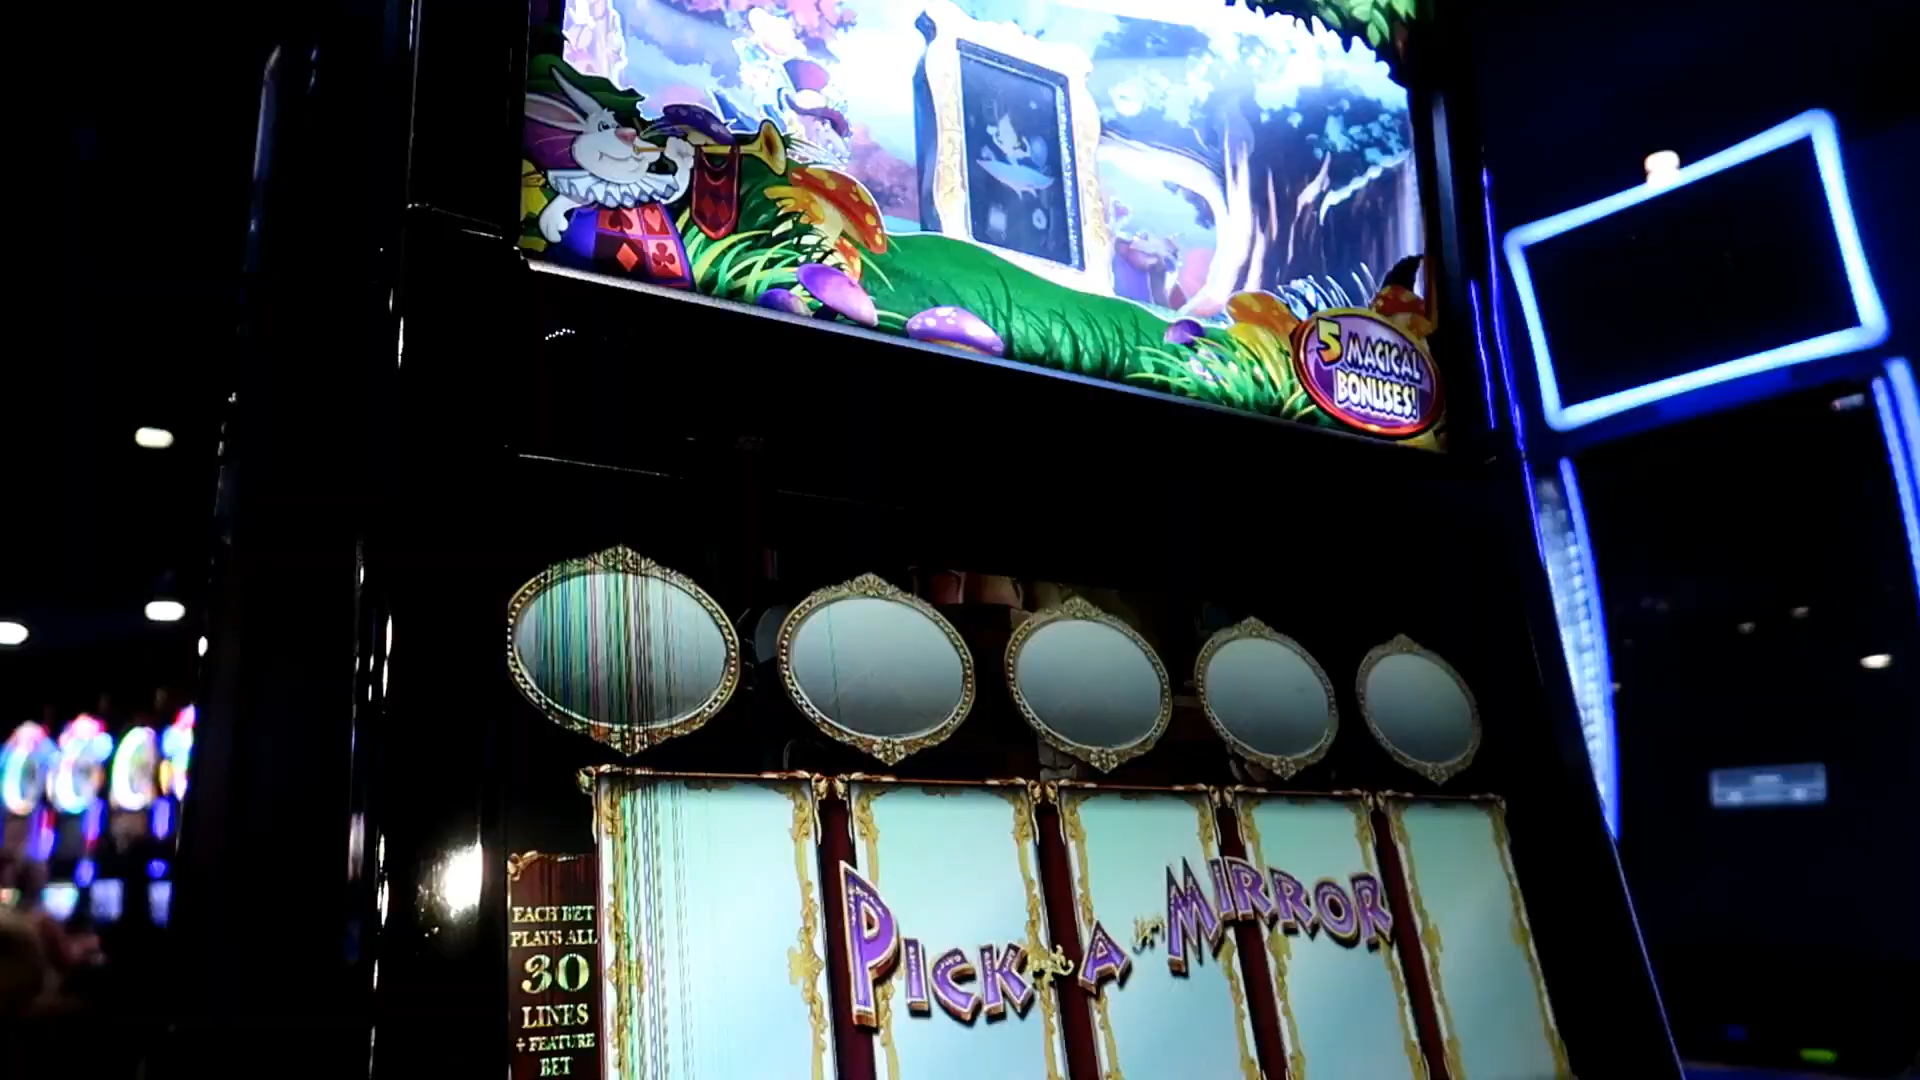 5 MAGICAL
BONUSES!
PICK A MIRROR
EACH BET
PLAYS ALL
30
LINES
+ FEATURE
BET